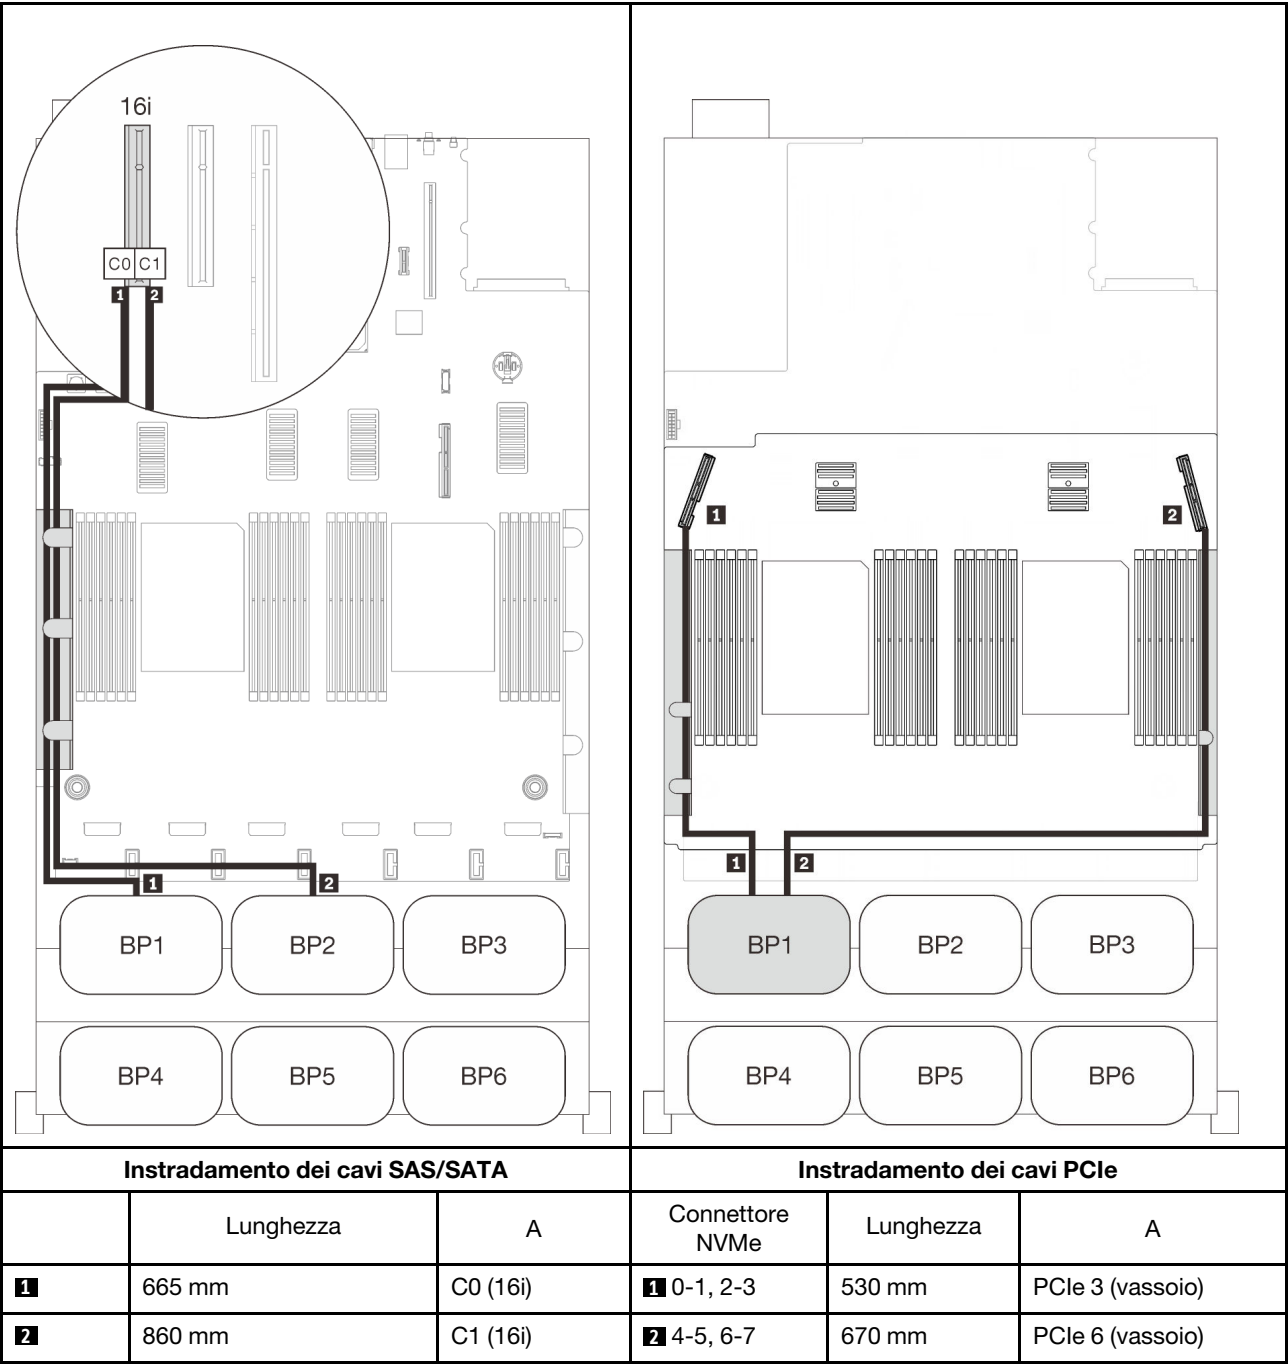 16i
C0 C1
1 2
1 2
BP1 BP2 BP3
BP4 BP5 BP6
1 2
1 2
BP1 BP2 BP3
BP4 BP5 BP6
Instradamento dei cavi SAS/SATA
Lunghezza A
1 665 mm C0 (16i)
2 860 mm C1 (16i)
Instradamento dei cavi PCIe
Connettore
NVMe
Lunghezza A
1 0-1, 2-3 530 mm PCIe 3 (vassoio)
2 4-5, 6-7 670 mm PCIe 6 (vassoio)